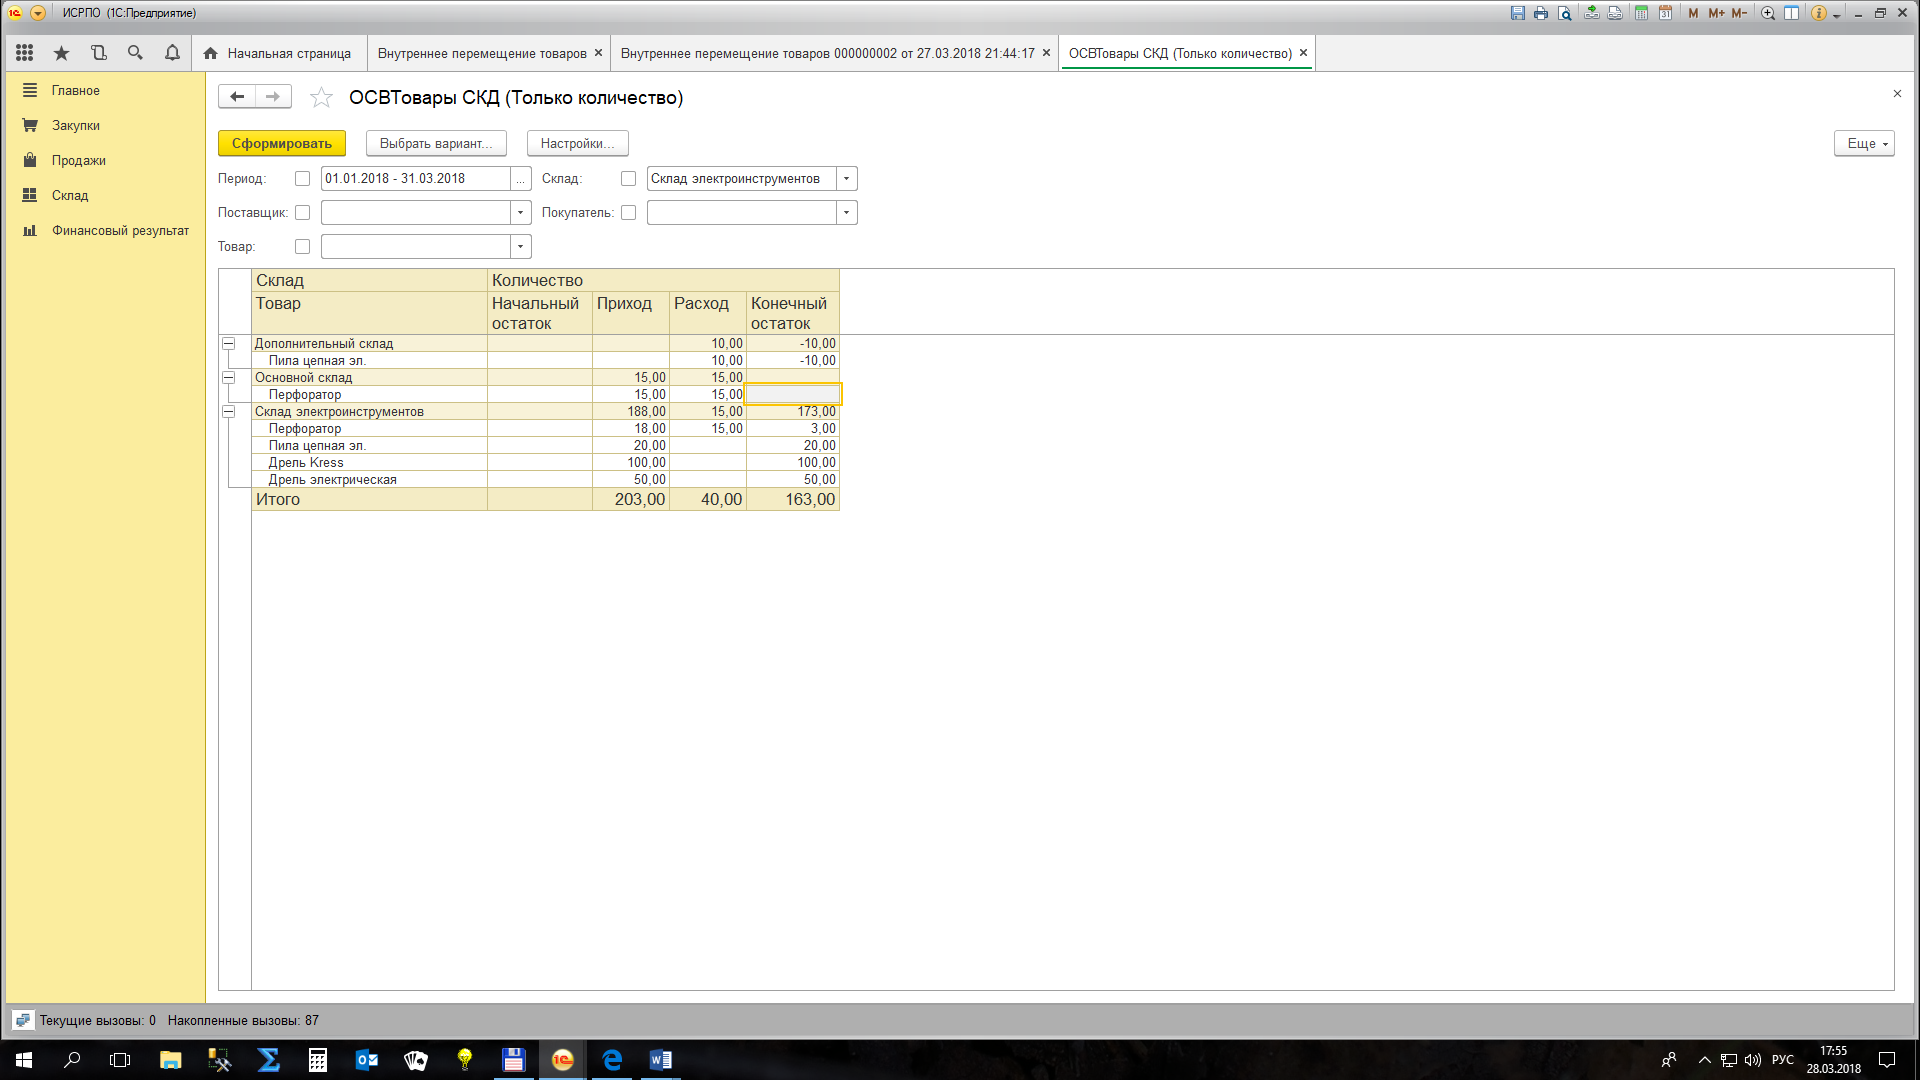 ИСРПО (1С:Предприятие)
M M+ M-
Начальная страница
Внутреннее перемещение товаров
Внутреннее перемещение товаров 000000002 от 27.03.2018 21:44:17
ОСВТовары СКД (Только количество)
Главное
Закупки
Продажи
Склад
Финансовый результат
ОСВТовары СКД (Только количество)
Сформировать Выбрать вариант... Настройки... Еще
Период: 01.01.2018 - 31.03.2018 ... Склад: Склад электроинструментов
Поставщик: Покупатель:
Товар:
Склад Количество
Товар Начальный остаток Приход Расход Конечный остаток
Дополнительный склад 10,00 -10,00
Пила цепная эл. 10,00 -10,00
Основной склад 15,00 15,00
Перфоратор 15,00 15,00
Склад электроинструментов 188,00 15,00 173,00
Перфоратор 18,00 15,00 3,00
Пила цепная эл. 20,00 20,00
Дрель Kress 100,00 100,00
Дрель электрическая 50,00 50,00
Итого 203,00 40,00 163,00
Текущие вызовы: 0 Накопленные вызовы: 87
РУС
17:55
28.03.2018